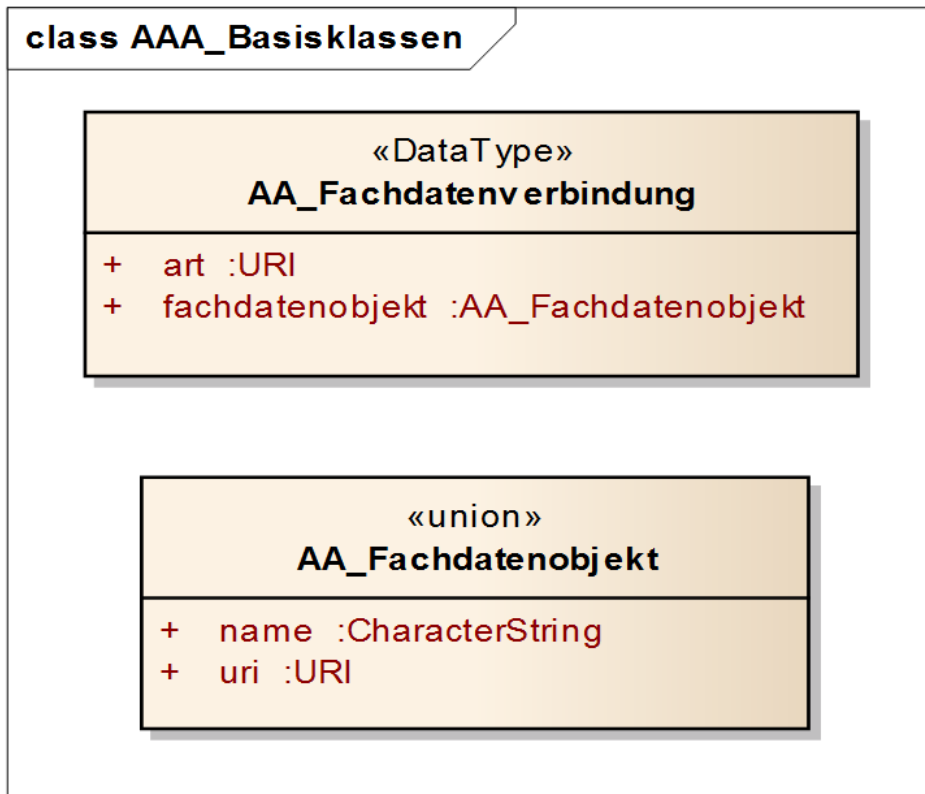 class AAA_Basisklassen
«DataType»
AA_Fachdatenverbindung
+ art :URI
+ fachdatenobjekt :AA_Fachdatenobjekt
«union»
AA_Fachdatenobjekt
+ name :CharacterString
+ uri :URI